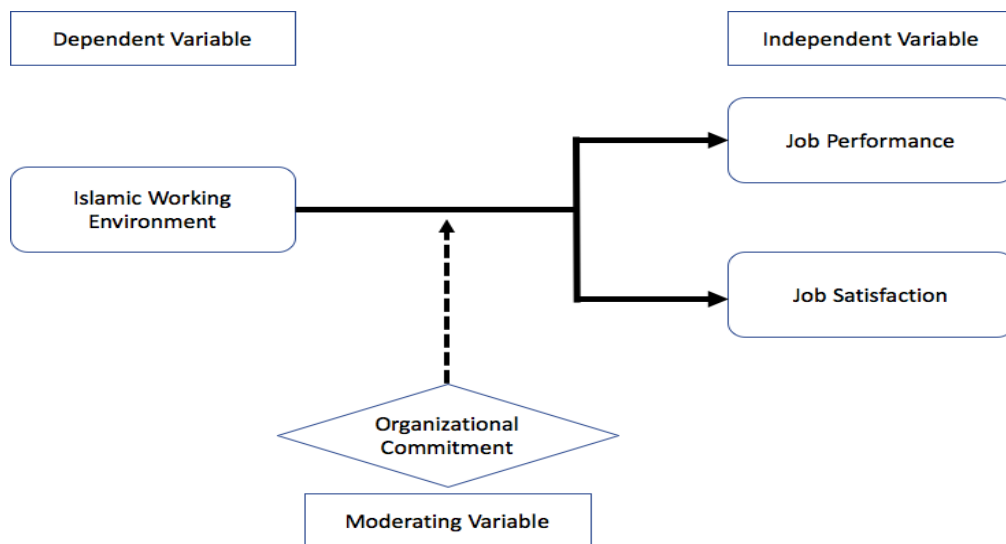 Dependent Variable
Independent Variable
Job Performance
Islamic Working
Environment
Job Satisfaction
Organizational
Commitment
Moderating Variable